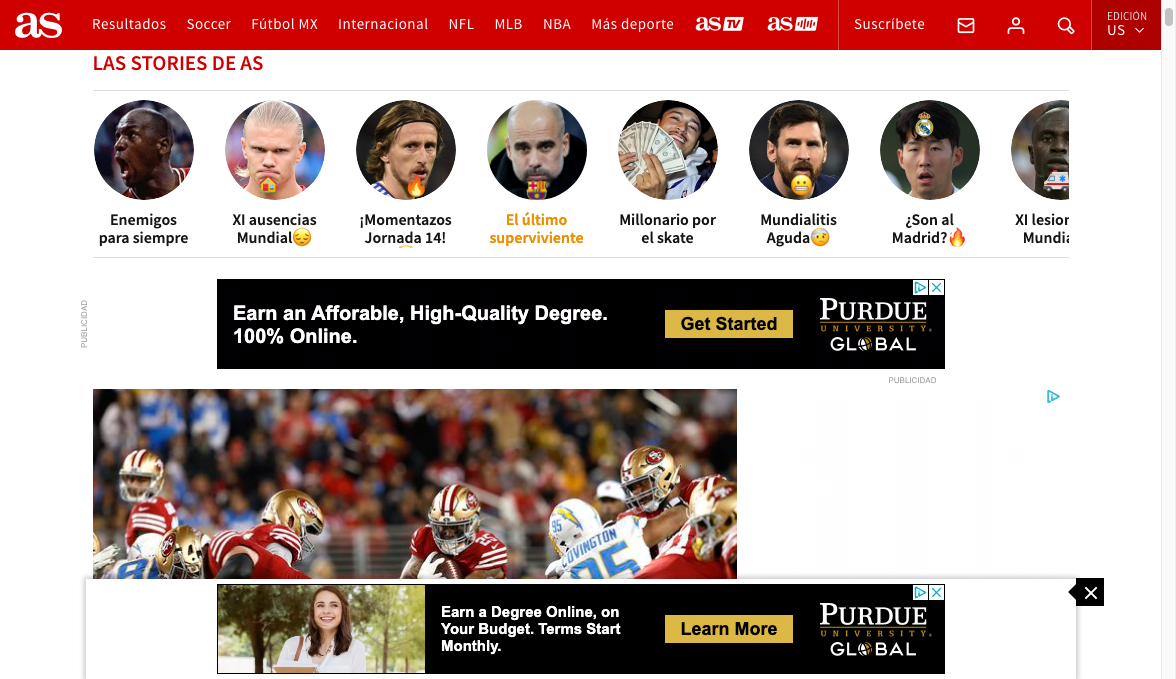 as
Resultados
Soccer
Fútbol MX
Internacional
NFL
MLB
NBA
Más deporte
as TV
as
Suscríbete
EDICIÓN
US
LAS STORIES DE AS
Enemigos
para siempre
XI ausencias
Mundial
¡Momentazos
Jornada 14!
El último
superviviente
Millonario por
el skate
Mundialitis
Aguda
¿Son al
Madrid?
XI lesion
Mundia
PUBLICIDAD
Earn an Afforable, High-Quality Degree.
100% Online.
Get Started
PURDUE
UNIVERSITY
GLOBAL
PUBLICIDAD
95
COVINGTON
95
25
Earn a Degree Online, on
Your Budget. Terms Start
Monthly.
Learn More
PURDUE
UNIVERSITY
GLOBAL